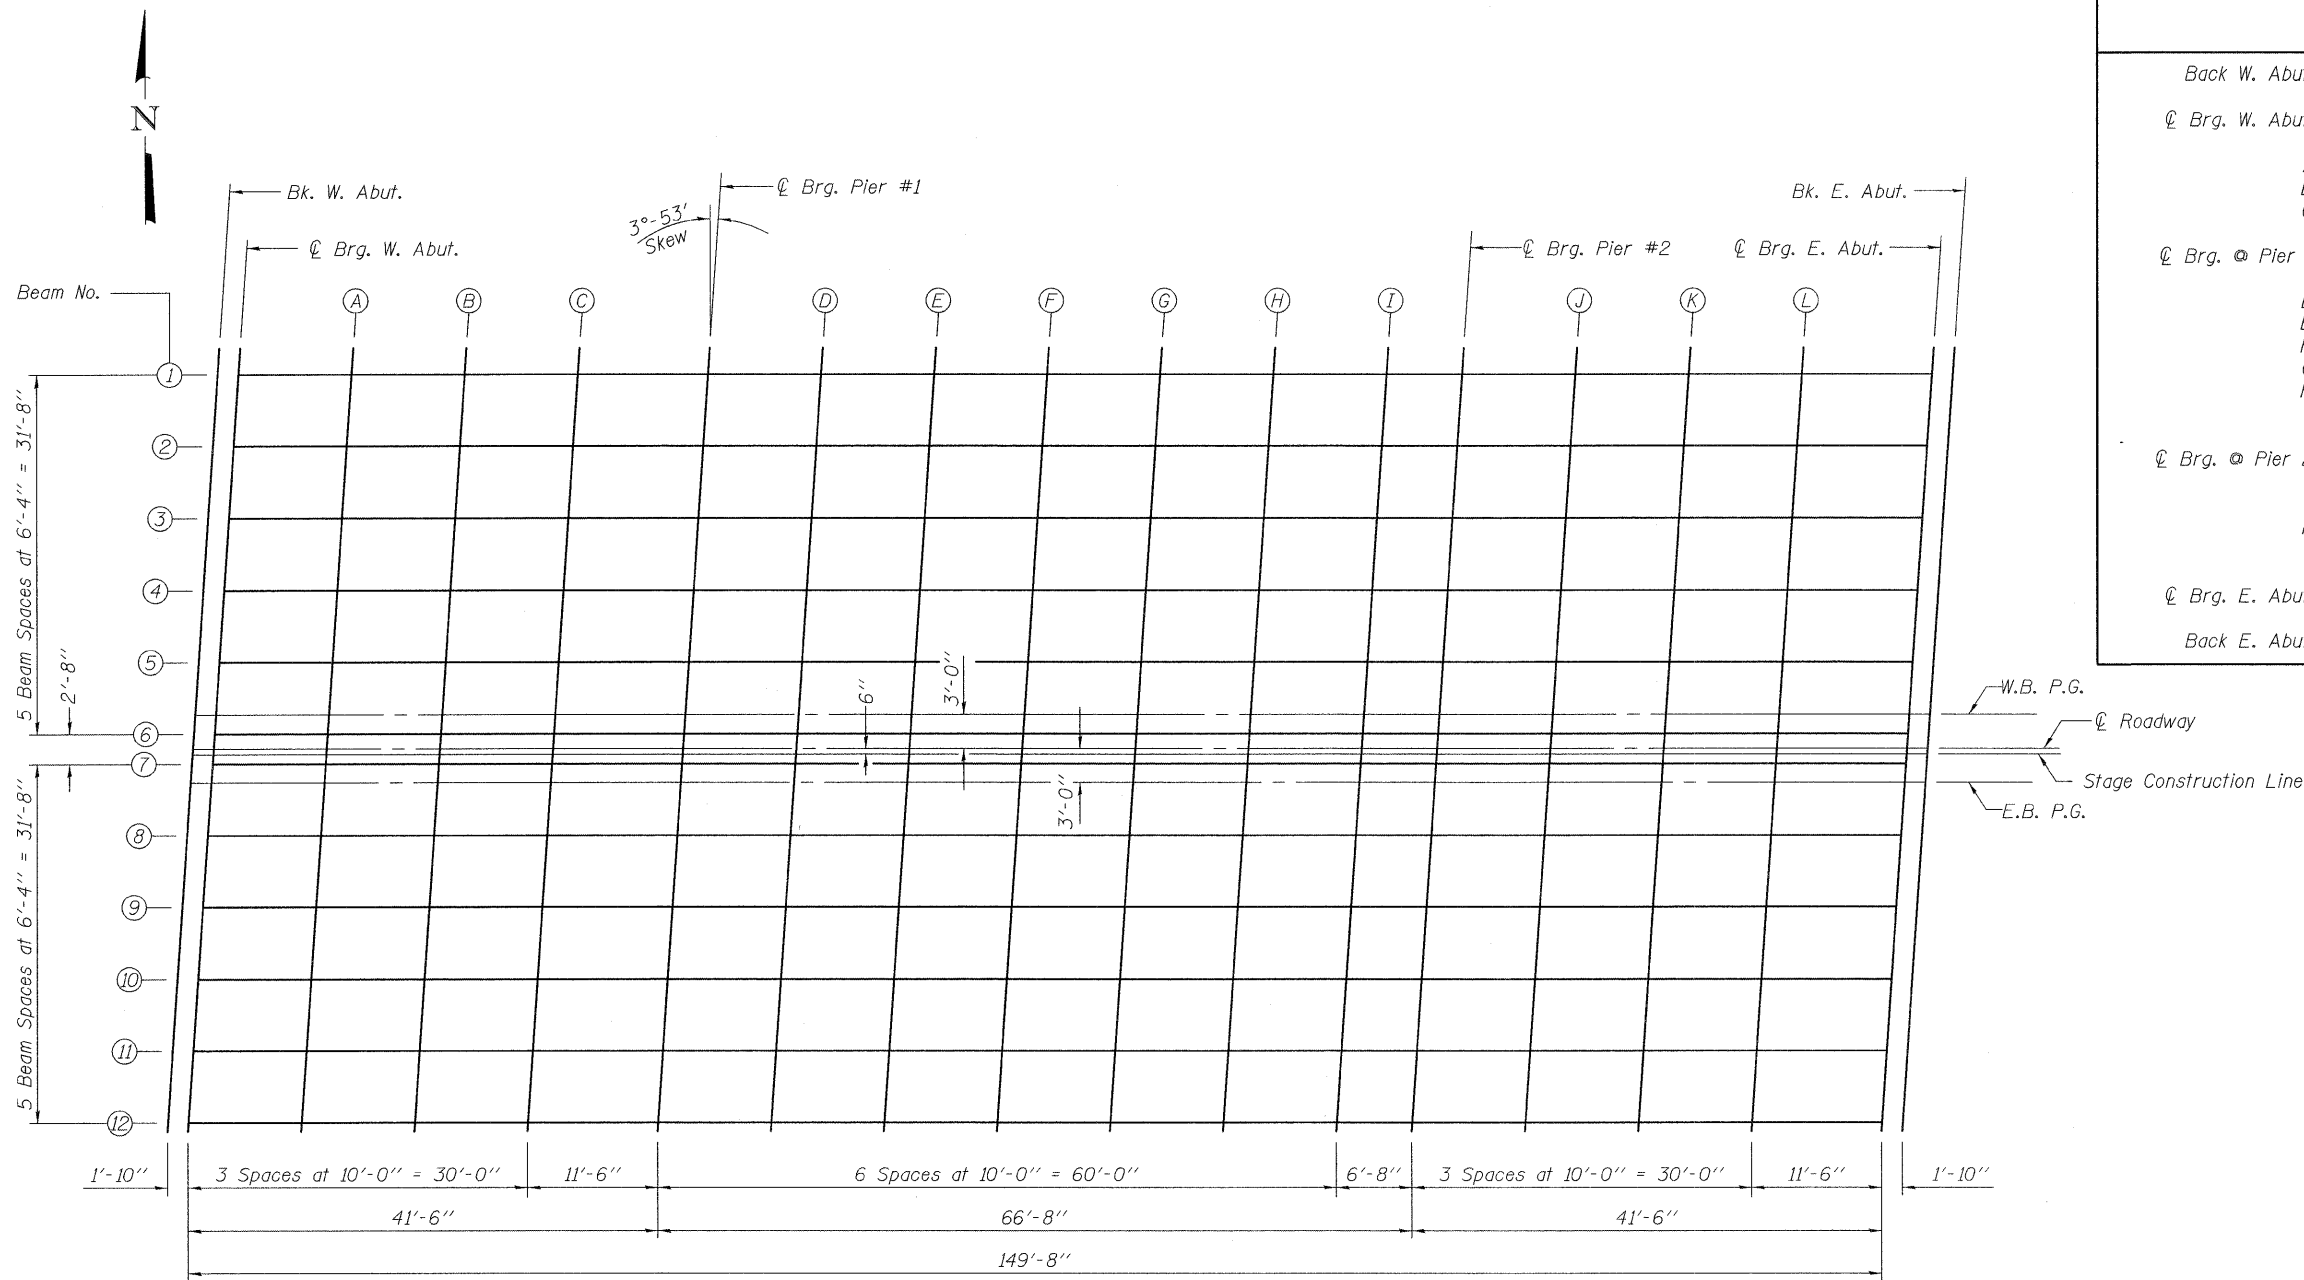 N
Bk. W. Abut.
℄ Brg. W. Abut.
3°-53'
Skew
℄ Brg. Pier #1
℄ Brg. Pier #2
℄ Brg. E. Abut.
Bk. E. Abut.
Beam No.
A
B
C
D
E
F
G
H
I
J
K
L
1
2
3
4
5
6
7
8
9
10
11
12
5 Beam Spaces at 6'-4" = 31'-8"
2'-8"
5 Beam Spaces at 6'-4" = 31'-8"
6"
3'-0"
3'-0"
W.B. P.G.
℄ Roadway
Stage Construction Line
E.B. P.G.
1'-10"
3 Spaces at 10'-0" = 30'-0"
11'-6"
6 Spaces at 10'-0" = 60'-0"
6'-8"
3 Spaces at 10'-0" = 30'-0"
11'-6"
1'-10"
41'-6"
66'-8"
41'-6"
149'-8"
Back W. Abu
℄ Brg. W. Abu
℄ Brg. @ Pier
℄ Brg. @ Pier
℄ Brg. E. Abu
Back E. Abu